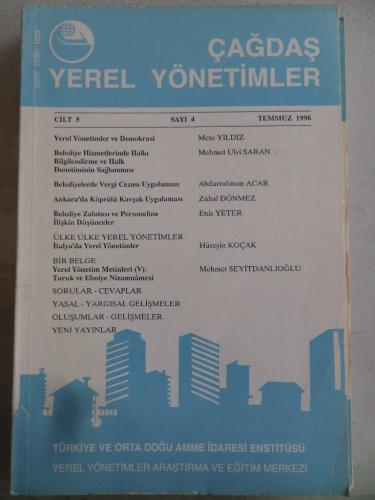 ÇAĞDAŞ
YEREL YÖNETİMLER
CİLT 5 SAYI 4 TEMMUZ 1996
Yerel Yönetimler ve Demokrasi Mete YILDIZ
Belediye Hizmetlerinde Halkı Mehmet Ulvi SARAN
Bilgilendirme ve Halk
Denetiminin Sağlanması
Belediyelerde Vergi Cezası Uygulaması Abdurrahman ACAR
Ankara'da Köprülü Kavşak Uygulaması Zühal DÖNMEZ
Belediye Zabıtası ve Personeline Enis YETER
İlişkin Düşünceler
ÜLKE ÜLKE YEREL YÖNETİMLER
İtalya'da Yerel Yönetimler Hüseyin KOÇAK
BİR BELGE
Yerel Yönetim Metinleri (V): Mehmet SEYİTDANLIOĞLU
Turuk ve Ebniye Nizamnâmesi
SORULAR - CEVAPLAR
YASAL - YARGISAL GELİŞMELER
OLUŞUMLAR - GELİŞMELER
YENİ YAYINLAR
TÜRKİYE VE ORTA DOĞU AMME İDARESİ ENSTİTÜSÜ
YEREL YÖNETİMLER ARAŞTIRMA VE EĞİTİM MERKEZİ